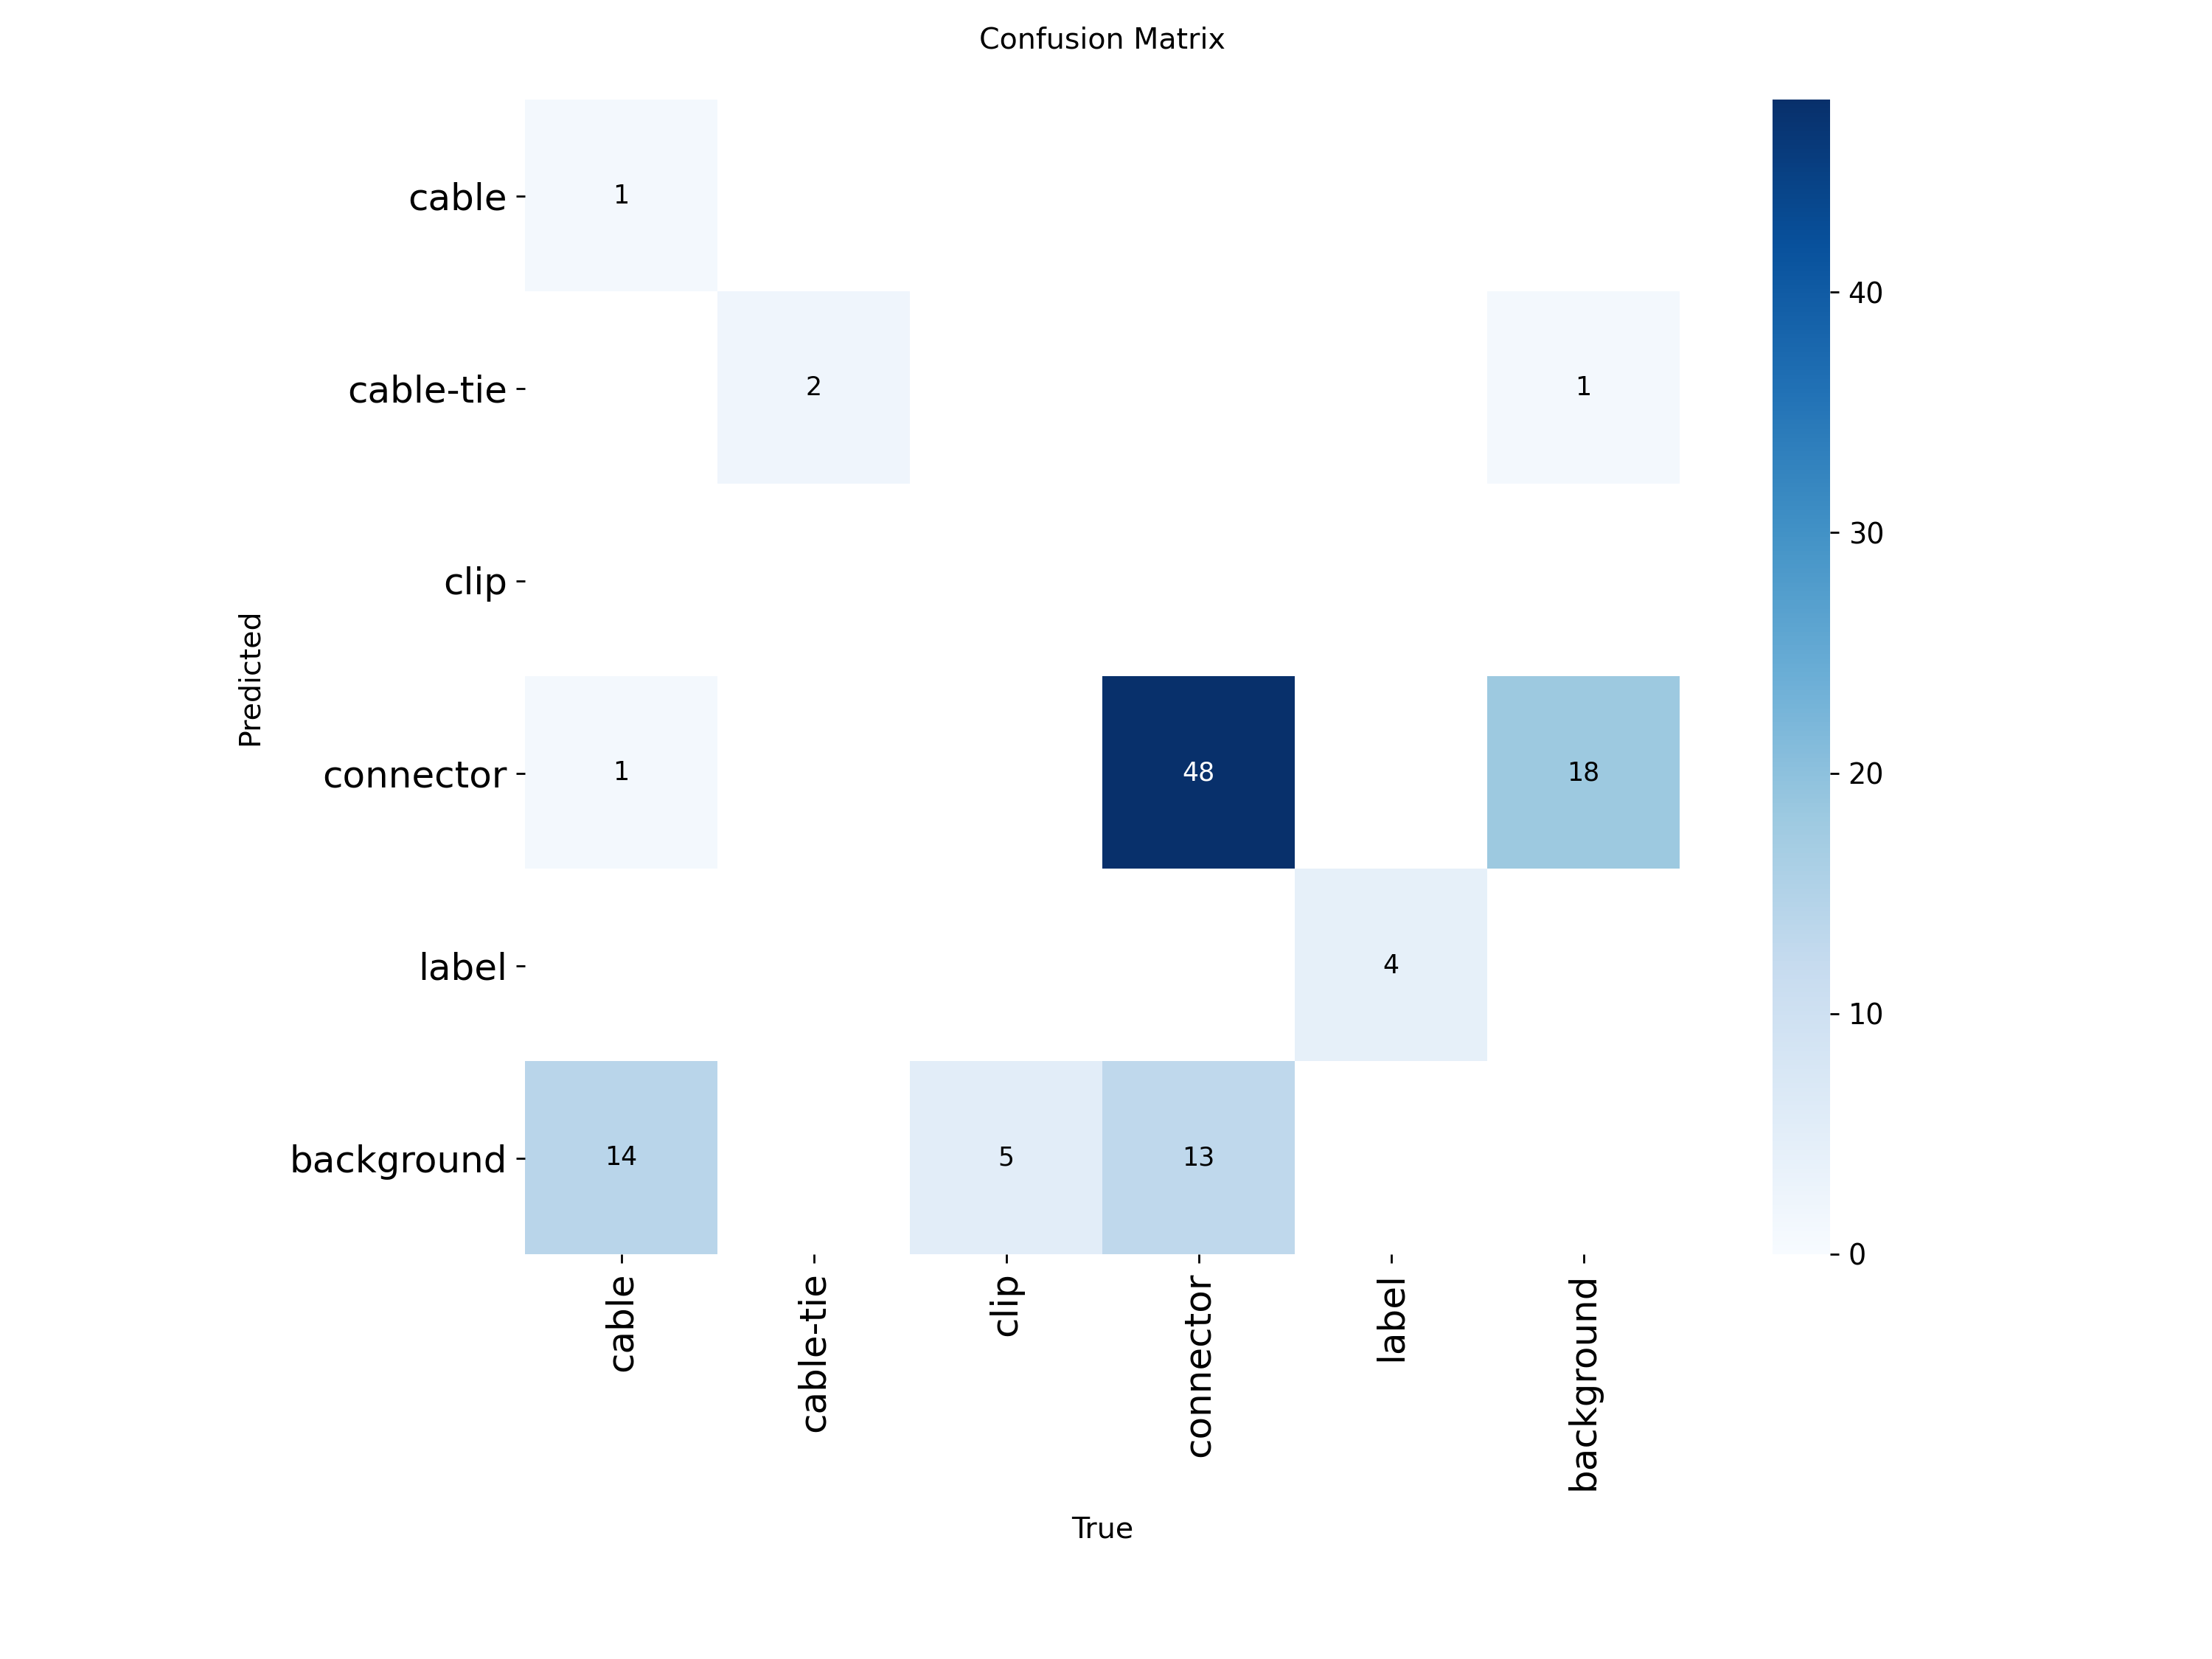 Confusion Matrix
cable
1
cable-tie
2
1
clip
connector
1
48
18
label
4
background
14
5
13
Predicted
cable
cable-tie
clip
connector
label
background
True
40
30
20
10
0